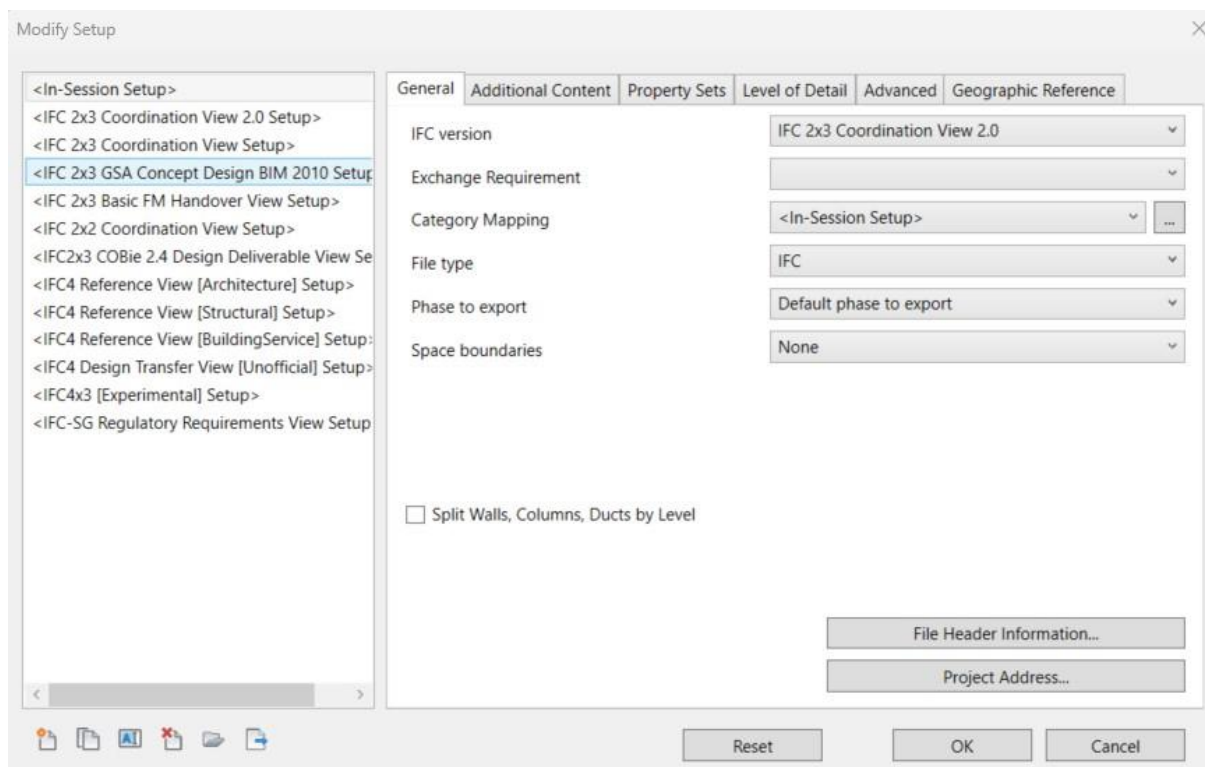 Modify Setup
<In-Session Setup>
<IFC 2x3 Coordination View 2.0 Setup>
<IFC 2x3 Coordination View Setup>
<IFC 2x3 GSA Concept Design BIM 2010 Setup
<IFC 2x3 Basic FM Handover View Setup>
<IFC 2x2 Coordination View Setup>
<IFC2x3 COBie 2.4 Design Deliverable View Se
<IFC4 Reference View [Architecture] Setup>
<IFC4 Reference View [Structural] Setup>
<IFC4 Reference View [BuildingService] Setup>
<IFC4 Design Transfer View [Unofficial] Setup>
<IFC4x3 [Experimental] Setup>
<IFC-SG Regulatory Requirements View Setup
General Additional Content Property Sets Level of Detail Advanced Geographic Reference
IFC version IFC 2x3 Coordination View 2.0
Exchange Requirement
Category Mapping <In-Session Setup> ...
File type IFC
Phase to export Default phase to export
Space boundaries None
Split Walls, Columns, Ducts by Level
File Header Information...
Project Address...
Reset OK Cancel